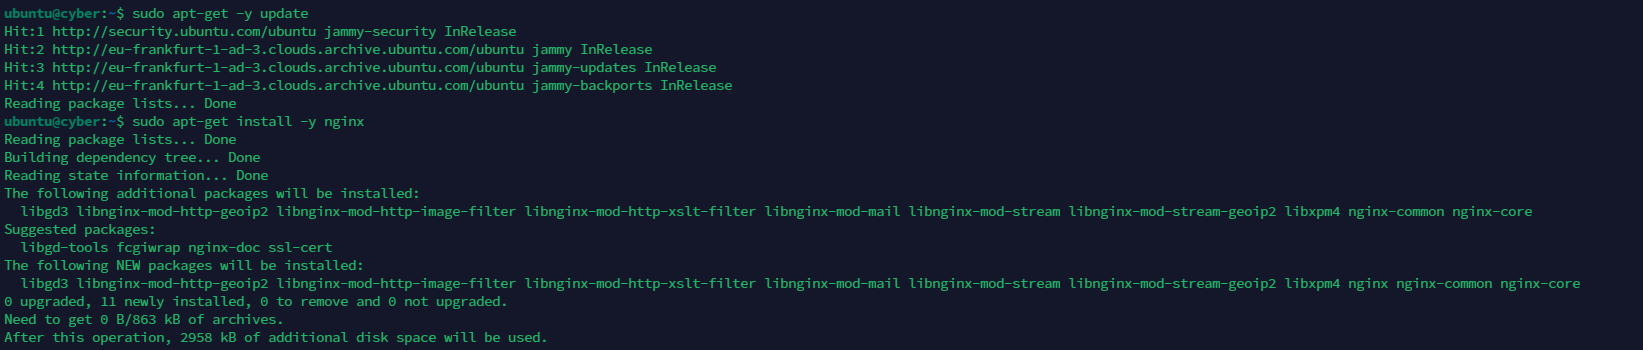 ubuntu@cyber:~$ sudo apt-get -y update
Hit:1 http://security.ubuntu.com/ubuntu jammy-security InRelease
Hit:2 http://eu-frankfurt-1-ad-3.clouds.archive.ubuntu.com/ubuntu jammy InRelease
Hit:3 http://eu-frankfurt-1-ad-3.clouds.archive.ubuntu.com/ubuntu jammy-updates InRelease
Hit:4 http://eu-frankfurt-1-ad-3.clouds.archive.ubuntu.com/ubuntu jammy-backports InRelease
Reading package lists... Done
ubuntu@cyber:~$ sudo apt-get install -y nginx
Reading package lists... Done
Building dependency tree... Done
Reading state information... Done
The following additional packages will be installed:
  libgd3 libnginx-mod-http-geoip2 libnginx-mod-http-image-filter libnginx-mod-http-xslt-filter libnginx-mod-mail libnginx-mod-stream libnginx-mod-stream-geoip2 libxpm4 nginx-common nginx-core
Suggested packages:
  libgd-tools fcgiwrap nginx-doc ssl-cert
The following NEW packages will be installed:
  libgd3 libnginx-mod-http-geoip2 libnginx-mod-http-image-filter libnginx-mod-http-xslt-filter libnginx-mod-mail libnginx-mod-stream libnginx-mod-stream-geoip2 libxpm4 nginx nginx-common nginx-core
0 upgraded, 11 newly installed, 0 to remove and 0 not upgraded.
Need to get 0 B/863 kB of archives.
After this operation, 2958 kB of additional disk space will be used.